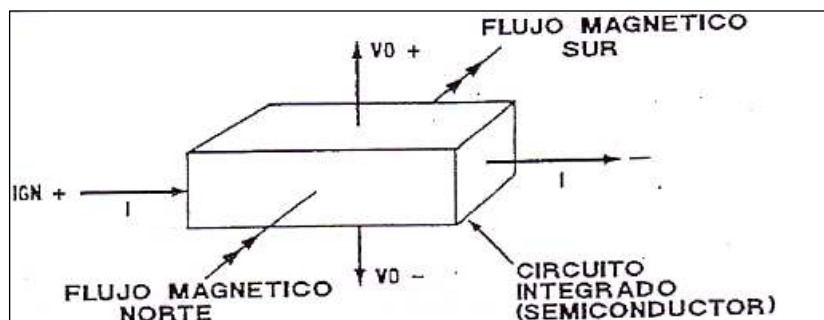 FLUJO MAGNETICO
SUR
VO +
IGN +
I
I
—
VO -
FLUJO MAGNETICO
NORTE
CIRCUITO
INTEGRADO
(SEMICONDUCTOR)